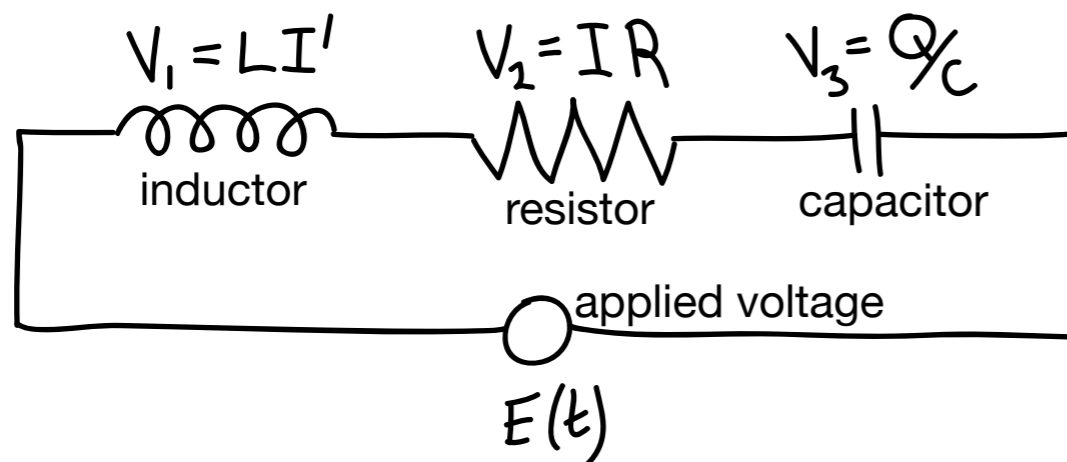 V₁ = LI'
V₂ = IR
V₃ = Q/C
inductor
resistor
capacitor
applied voltage
E(t)